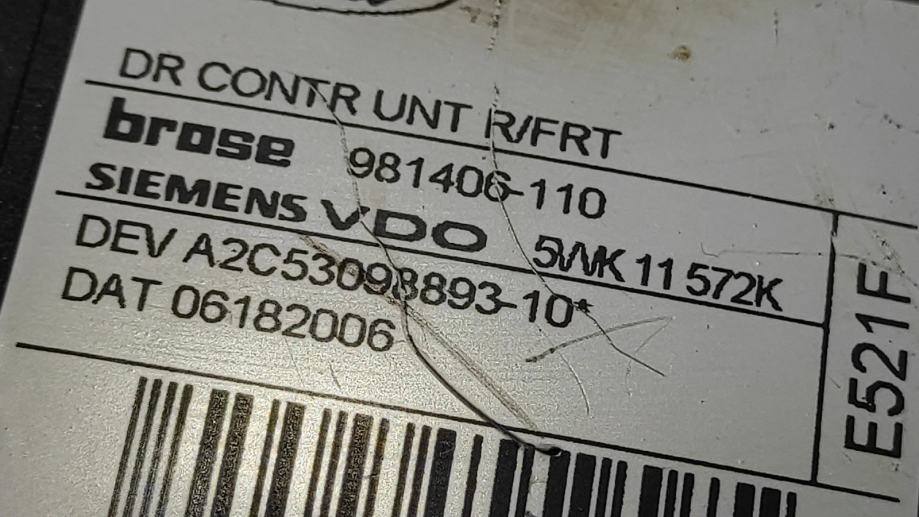 DR CONTR UNT R/FRT
brose 981406-110
SIEMENS VDO 5WK 11 572K
DEV A2C53098893-10*
DAT 06182006
E521F